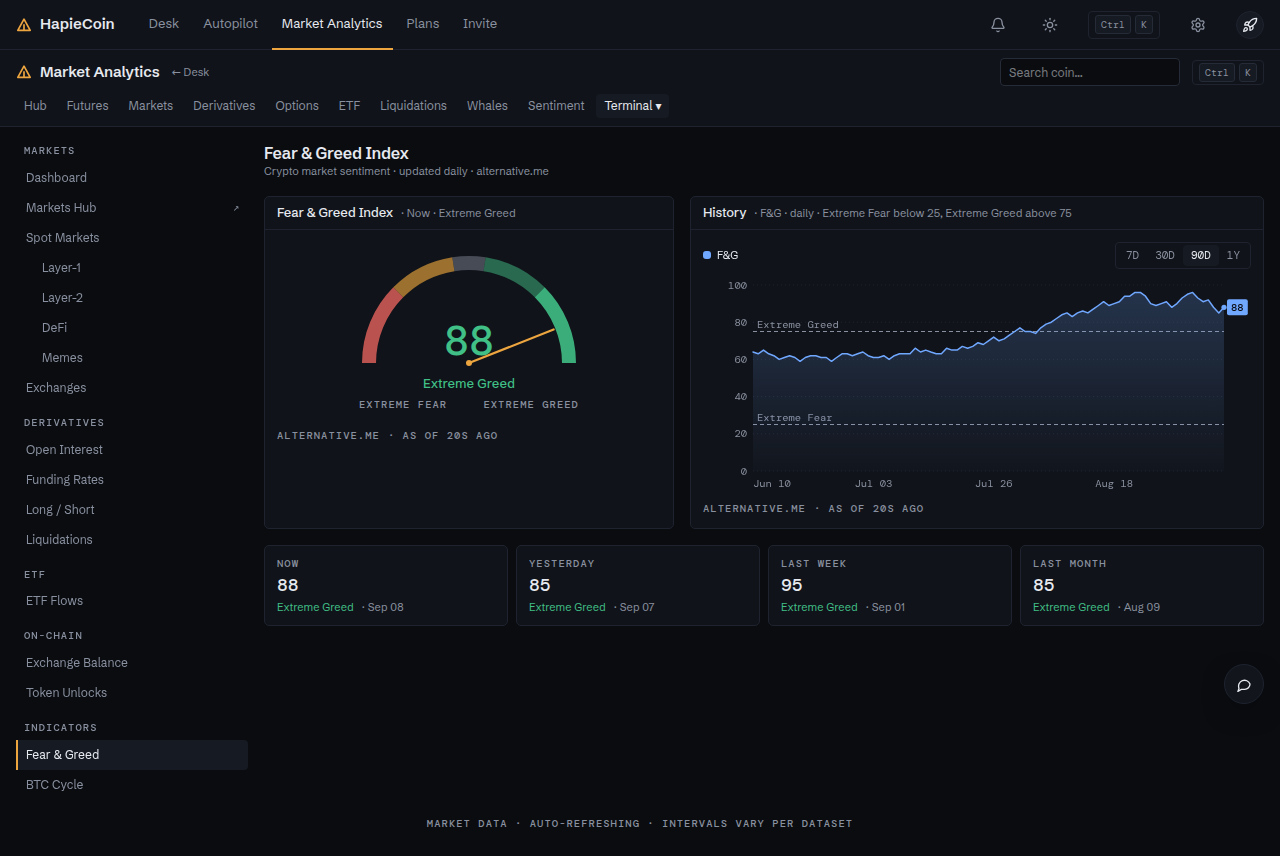 HapieCoin Desk Autopilot Market Analytics Plans Invite Ctrl K
Market Analytics ← Desk Search coin... Ctrl K
Hub Futures Markets Derivatives Options ETF Liquidations Whales Sentiment Terminal ▾
MARKETS
Dashboard
Markets Hub ↗
Spot Markets
Layer-1
Layer-2
DeFi
Memes
Exchanges
DERIVATIVES
Open Interest
Funding Rates
Long / Short
Liquidations
ETF
ETF Flows
ON-CHAIN
Exchange Balance
Token Unlocks
INDICATORS
Fear & Greed
BTC Cycle
Fear & Greed Index
Crypto market sentiment · updated daily · alternative.me
Fear & Greed Index · Now · Extreme Greed
88
Extreme Greed
EXTREME FEAR EXTREME GREED
ALTERNATIVE.ME · AS OF 20S AGO
History · F&G · daily · Extreme Fear below 25, Extreme Greed above 75
F&G 7D 30D 90D 1Y
100
88
80
Extreme Greed
60
40
Extreme Fear
20
0
Jun 10 Jul 03 Jul 26 Aug 18
ALTERNATIVE.ME · AS OF 20S AGO
NOW
88
Extreme Greed · Sep 08
YESTERDAY
85
Extreme Greed · Sep 07
LAST WEEK
95
Extreme Greed · Sep 01
LAST MONTH
85
Extreme Greed · Aug 09
MARKET DATA · AUTO-REFRESHING · INTERVALS VARY PER DATASET